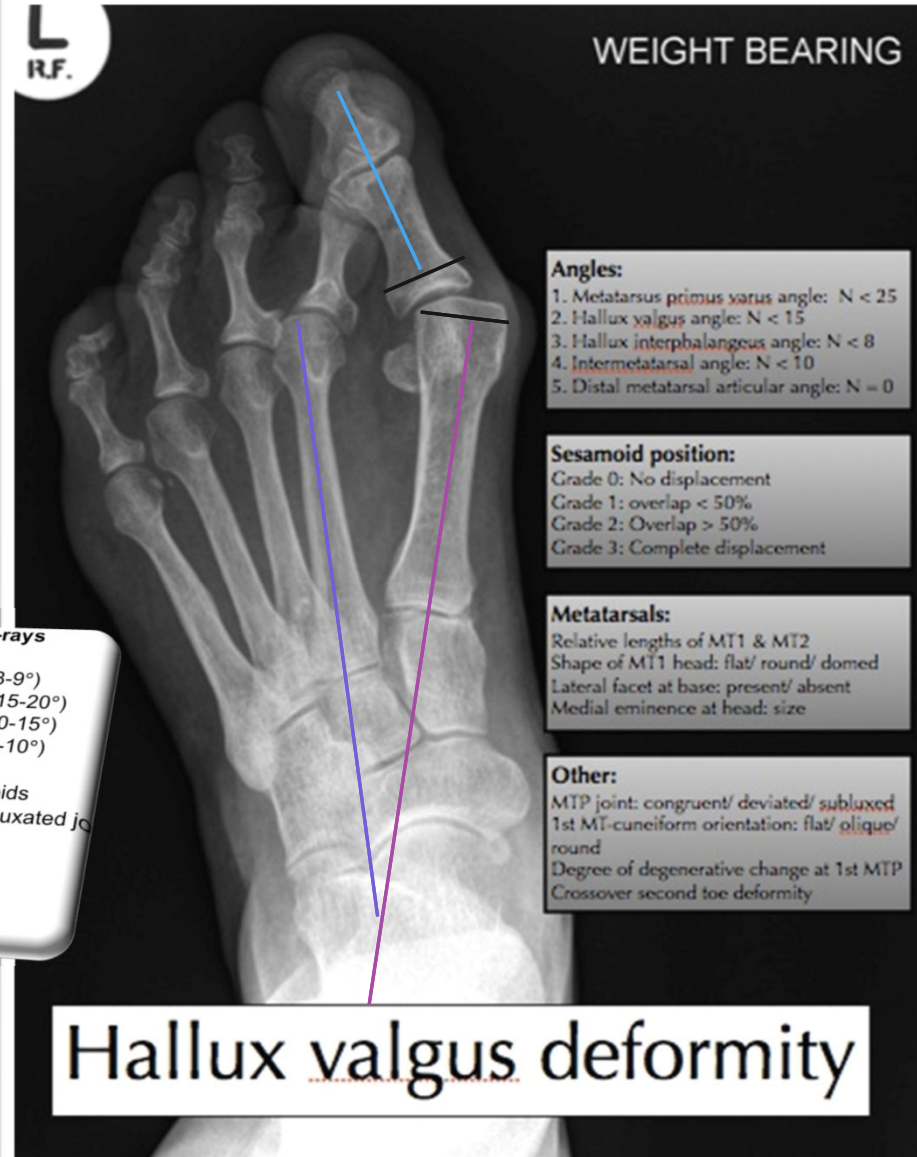 L
R.F.
WEIGHT BEARING
Angles:
1. Metatarsus primus varus angle: N < 25
2. Hallux valgus angle: N < 15
3. Hallux interphalangeus angle: N < 8
4. Intermetatarsal angle: N < 10
5. Distal metatarsal articular angle: N = 0
Sesamoid position:
Grade 0: No displacement
Grade 1: overlap < 50%
Grade 2: Overlap > 50%
Grade 3: Complete displacement
Metatarsals:
Relative lengths of MT1 & MT2
Shape of MT1 head: flat/ round/ domed
Lateral facet at base: present/ absent
Medial eminence at head: size
Other:
MTP joint: congruent/ deviated/ subluxed
1st MT-cuneiform orientation: flat/ olique/
round
Degree of degenerative change at 1st MTP
Crossover second toe deformity
-rays
-9°)
15-20°)
0-15°)
-10°)
Hallux valgus deformity